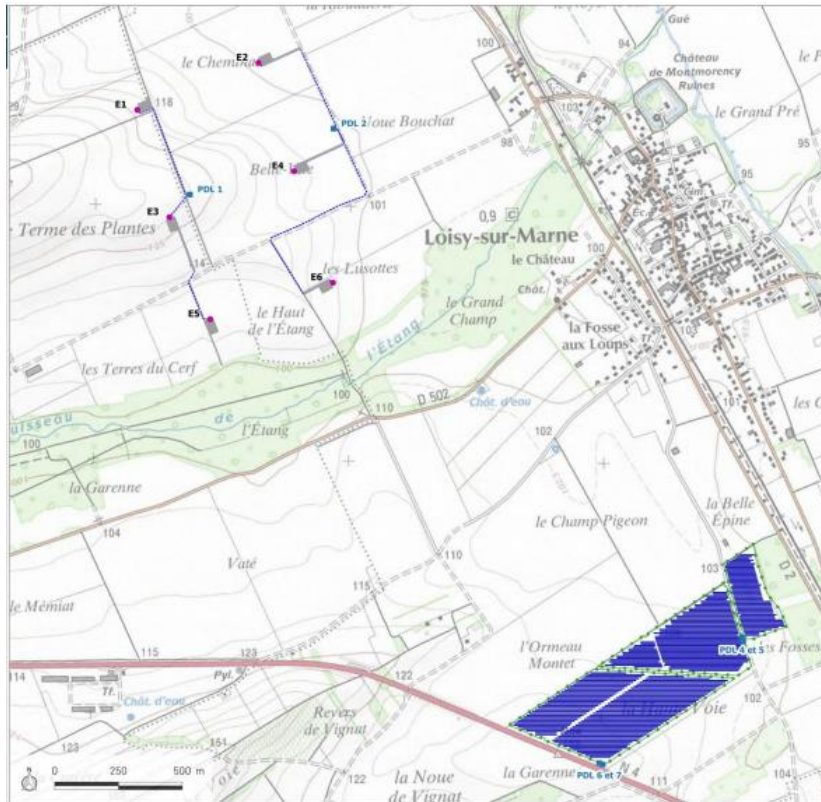 Gué
94
100
E2
le Chemin
Château
de Montmorency
Ruines
118
E1
103
PDL 2
Noue Bouchat
le Grand Pré
98
95
E4
95
PDL 1
101
E3
0,9 C
Tf.
Terme des Plantes
Loisy-sur-Marne
100
le Château
E6
les Lusottes
Chât.
le Grand
Champ
le Haut
de l'Étang
la Fosse
aux Loups
103
Tf.
E5
l'Étang
les Terres du Cerf
D 502
Chât. d'eau
100
110
101
de
100
l'Étang
102
la Garenne
la Belle
Épine
104
le Champ Pigeon
110
Vaté
103
D 2
115
le Mémiat
PDL 4 et 5
l'Ormeau
Montet
115
123
114
Pyl.
122
Tf.
102
Chât. d'eau
Revers
de Vignat
123
151
122
la Garenne
N 4
111
PDL 6 et 7
0 250 500 m
la Noue
de Vignat